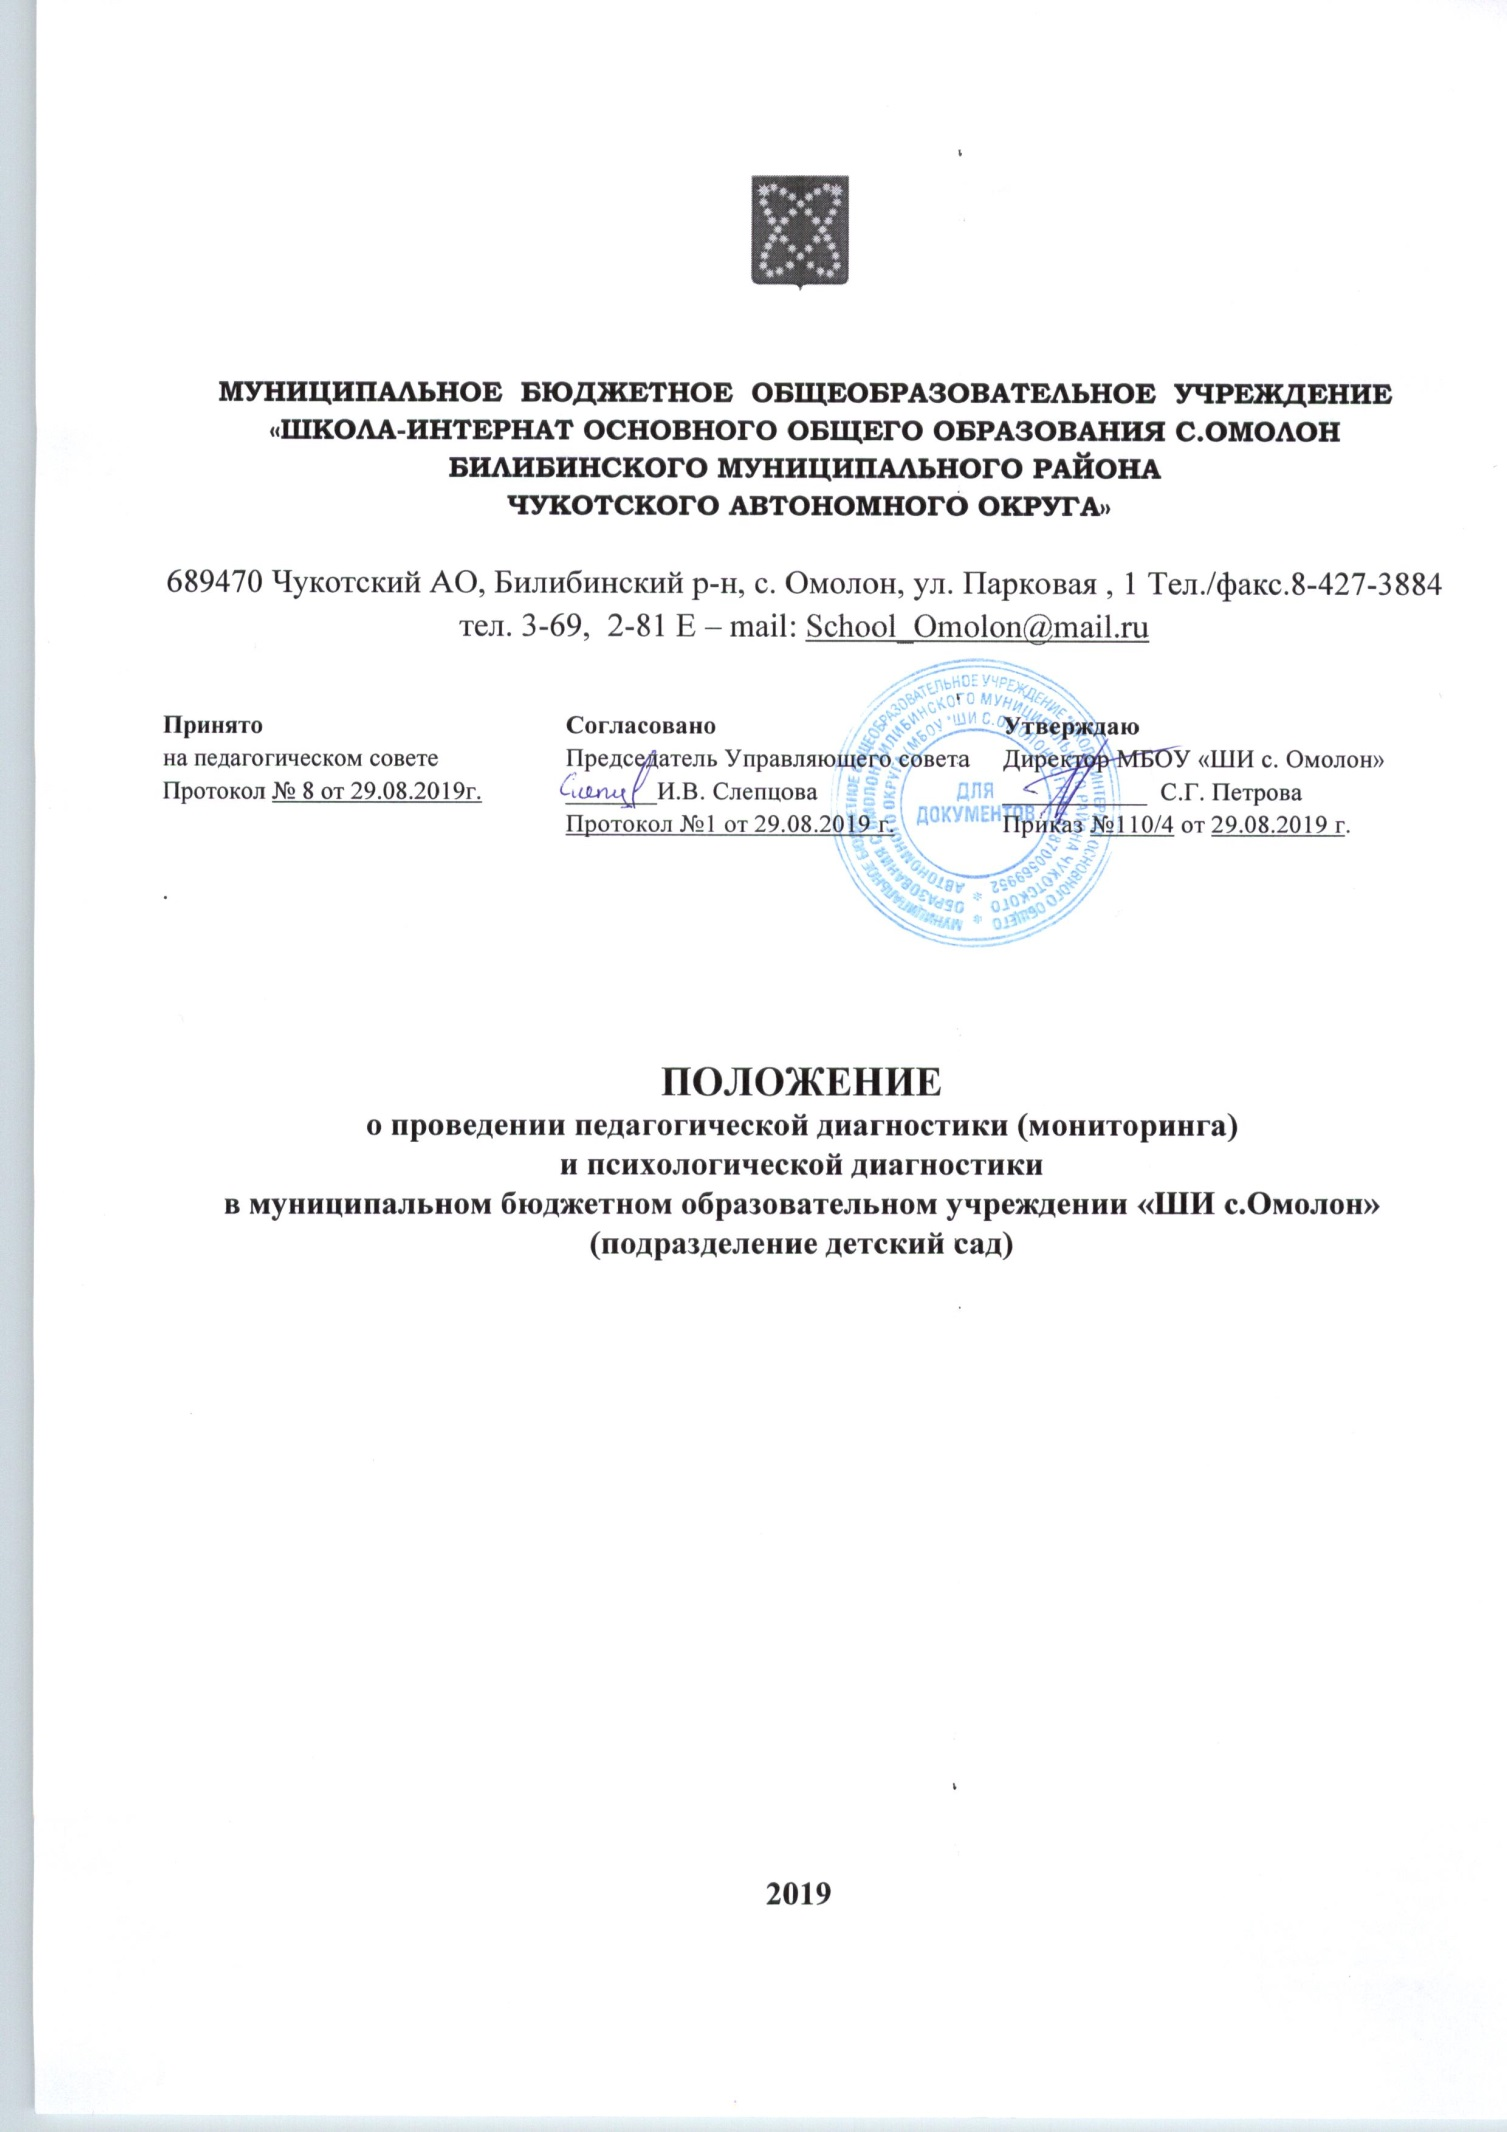 МУНИЦИПАЛЬНОЕ БЮДЖЕТНОЕ ОБЩЕОБРАЗОВАТЕЛЬНОЕ УЧРЕЖДЕНИЕ
«ШКОЛА-ИНТЕРНАТ ОСНОВНОГО ОБЩЕГО ОБРАЗОВАНИЯ С.ОМОЛОН
БИЛИБИНСКОГО МУНИЦИПАЛЬНОГО РАЙОНА
ЧУКОТСКОГО АВТОНОМНОГО ОКРУГА»
689470 Чукотский АО, Билибинский р-н, с. Омолон, ул. Парковая , 1 Тел./факс.8-427-3884
тел. 3-69, 2-81 E – mail: School_Omolon@mail.ru
Принято
на педагогическом совете
Протокол № 8 от 29.08.2019г.
Согласовано
Председатель Управляющего совета
И.В. Слепцова
Протокол №1 от 29.08.2019 г.
Утверждаю
Директор МБОУ «ШИ с. Омолон»
С.Г. Петрова
Приказ №110/4 от 29.08.2019 г.
ДЛЯ
ДОКУМЕНТОВ
ПОЛОЖЕНИЕ
о проведении педагогической диагностики (мониторинга)
и психологической диагностики
в муниципальном бюджетном образовательном учреждении «ШИ с.Омолон»
(подразделение детский сад)
2019